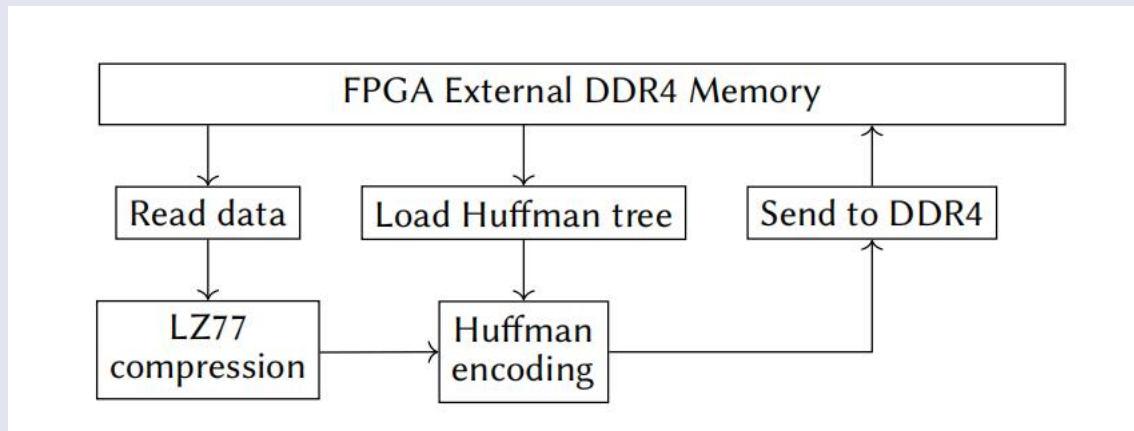 FPGA External DDR4 Memory
Read data
Load Huffman tree
Send to DDR4
LZ77
compression
Huffman
encoding